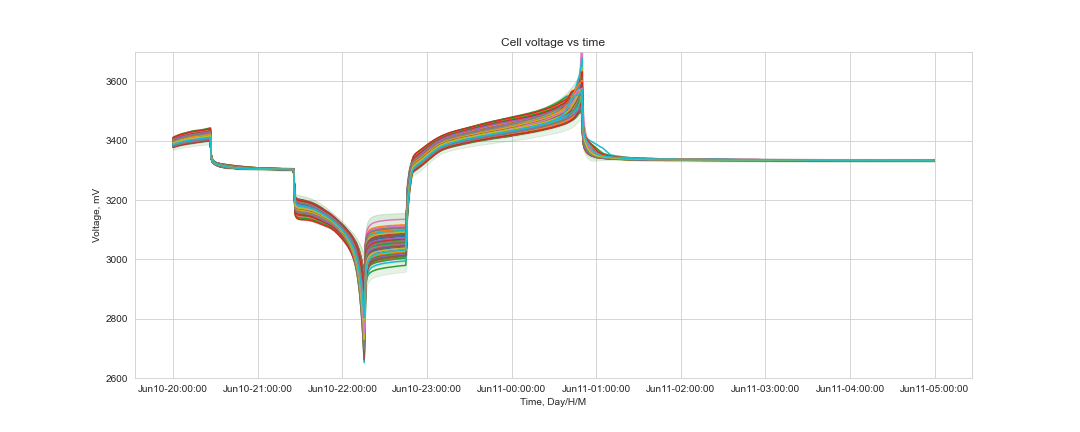 Cell voltage vs time
3600
3400
3200
3000
2800
2600
Voltage, mV
Jun10-20:00:00 Jun10-21:00:00 Jun10-22:00:00 Jun10-23:00:00 Jun11-00:00:00 Jun11-01:00:00 Jun11-02:00:00 Jun11-03:00:00 Jun11-04:00:00 Jun11-05:00:00
Time, Day/H/M